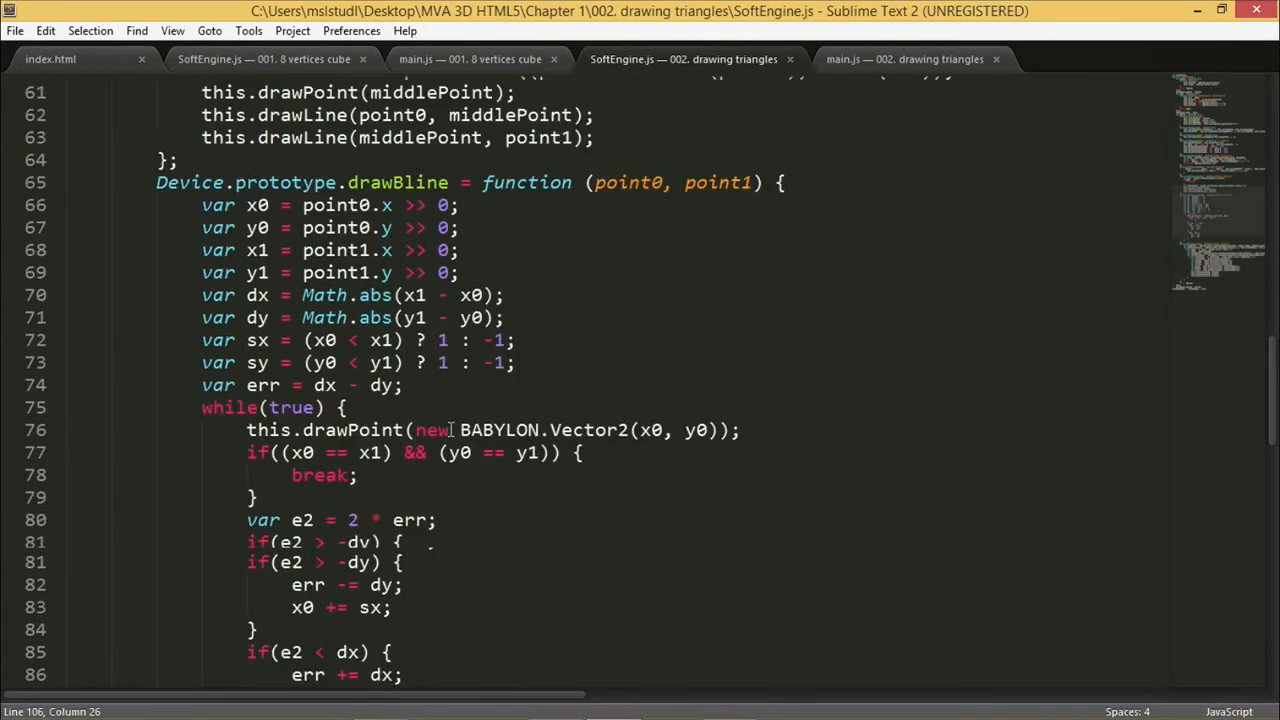 C:\Users\mslstudl\Desktop\MVA 3D HTML5\Chapter 1\002. drawing triangles\SoftEngine.js - Sublime Text 2 (UNREGISTERED)
File Edit Selection Find View Goto Tools Project Preferences Help
index.html × SoftEngine.js — 001. 8 vertices cube × main.js — 001. 8 vertices cube × SoftEngine.js — 002. drawing triangles × main.js — 002. drawing triangles ×
61 this.drawPoint(middlePoint);
62 this.drawLine(point0, middlePoint);
63 this.drawLine(middlePoint, point1);
64 };
65 Device.prototype.drawBline = function (point0, point1) {
66 var x0 = point0.x >> 0;
67 var y0 = point0.y >> 0;
68 var x1 = point1.x >> 0;
69 var y1 = point1.y >> 0;
70 var dx = Math.abs(x1 - x0);
71 var dy = Math.abs(y1 - y0);
72 var sx = (x0 < x1) ? 1 : -1;
73 var sy = (y0 < y1) ? 1 : -1;
74 var err = dx - dy;
75 while(true) {
76 this.drawPoint(new BABYLON.Vector2(x0, y0));
77 if((x0 == x1) && (y0 == y1)) {
78 break;
79 }
80 var e2 = 2 * err;
81 if(e2 > -dy) {
81 if(e2 > -dy) {
82 err -= dy;
83 x0 += sx;
84 }
85 if(e2 < dx) {
86 err += dx;
Line 106, Column 26 Spaces: 4 JavaScript